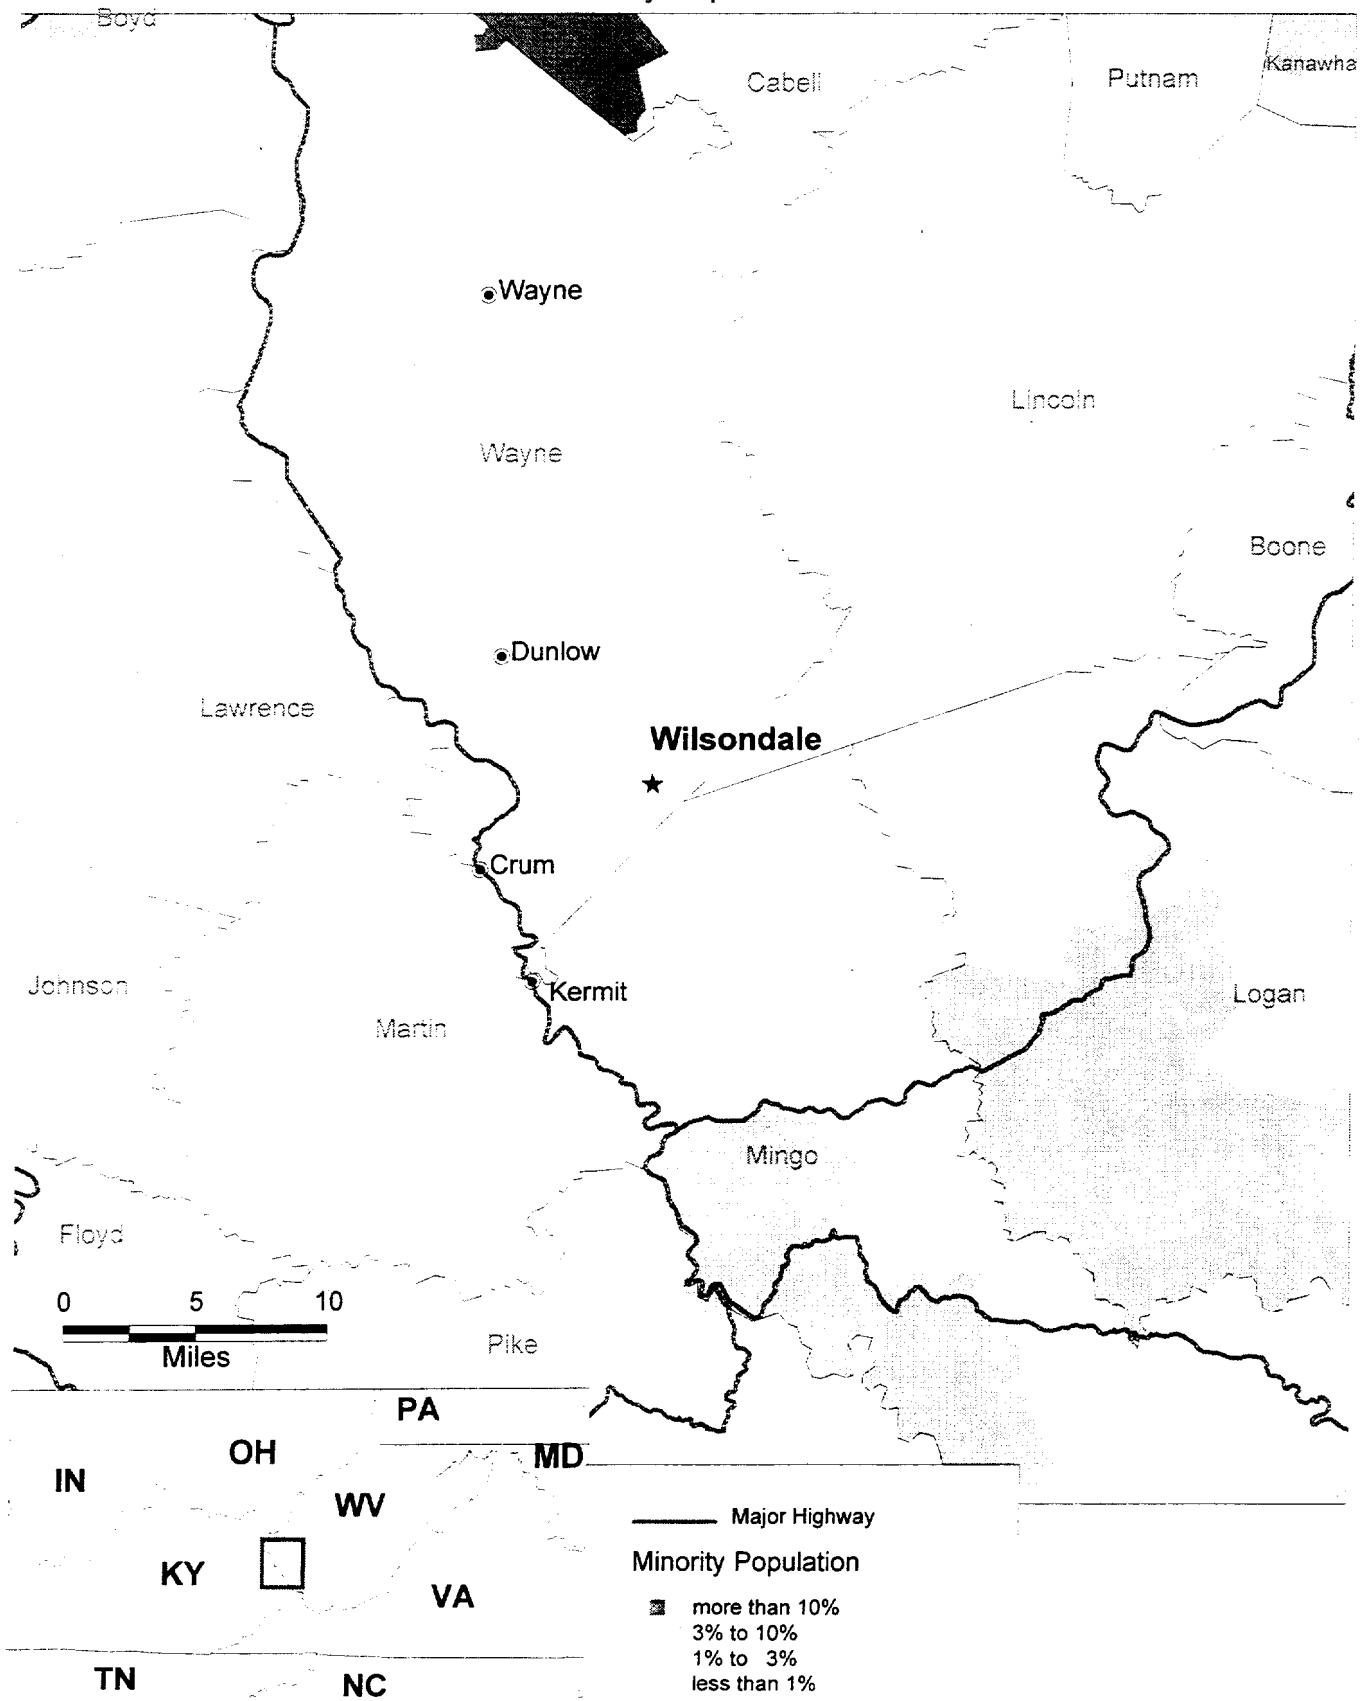 Boyd
Cabell
Putnam
Kanawha
Wayne
Lincoln
Wayne
Boone
Dunlow
Lawrence
Wilsondale
Crum
Johnson
Kermit
Logan
Martin
Mingo
Floyd
0 5 10
Miles
Pike
PA
OH
MD
IN
WV
KY
VA
TN
NC
Major Highway
Minority Population
more than 10%
3% to 10%
1% to 3%
less than 1%